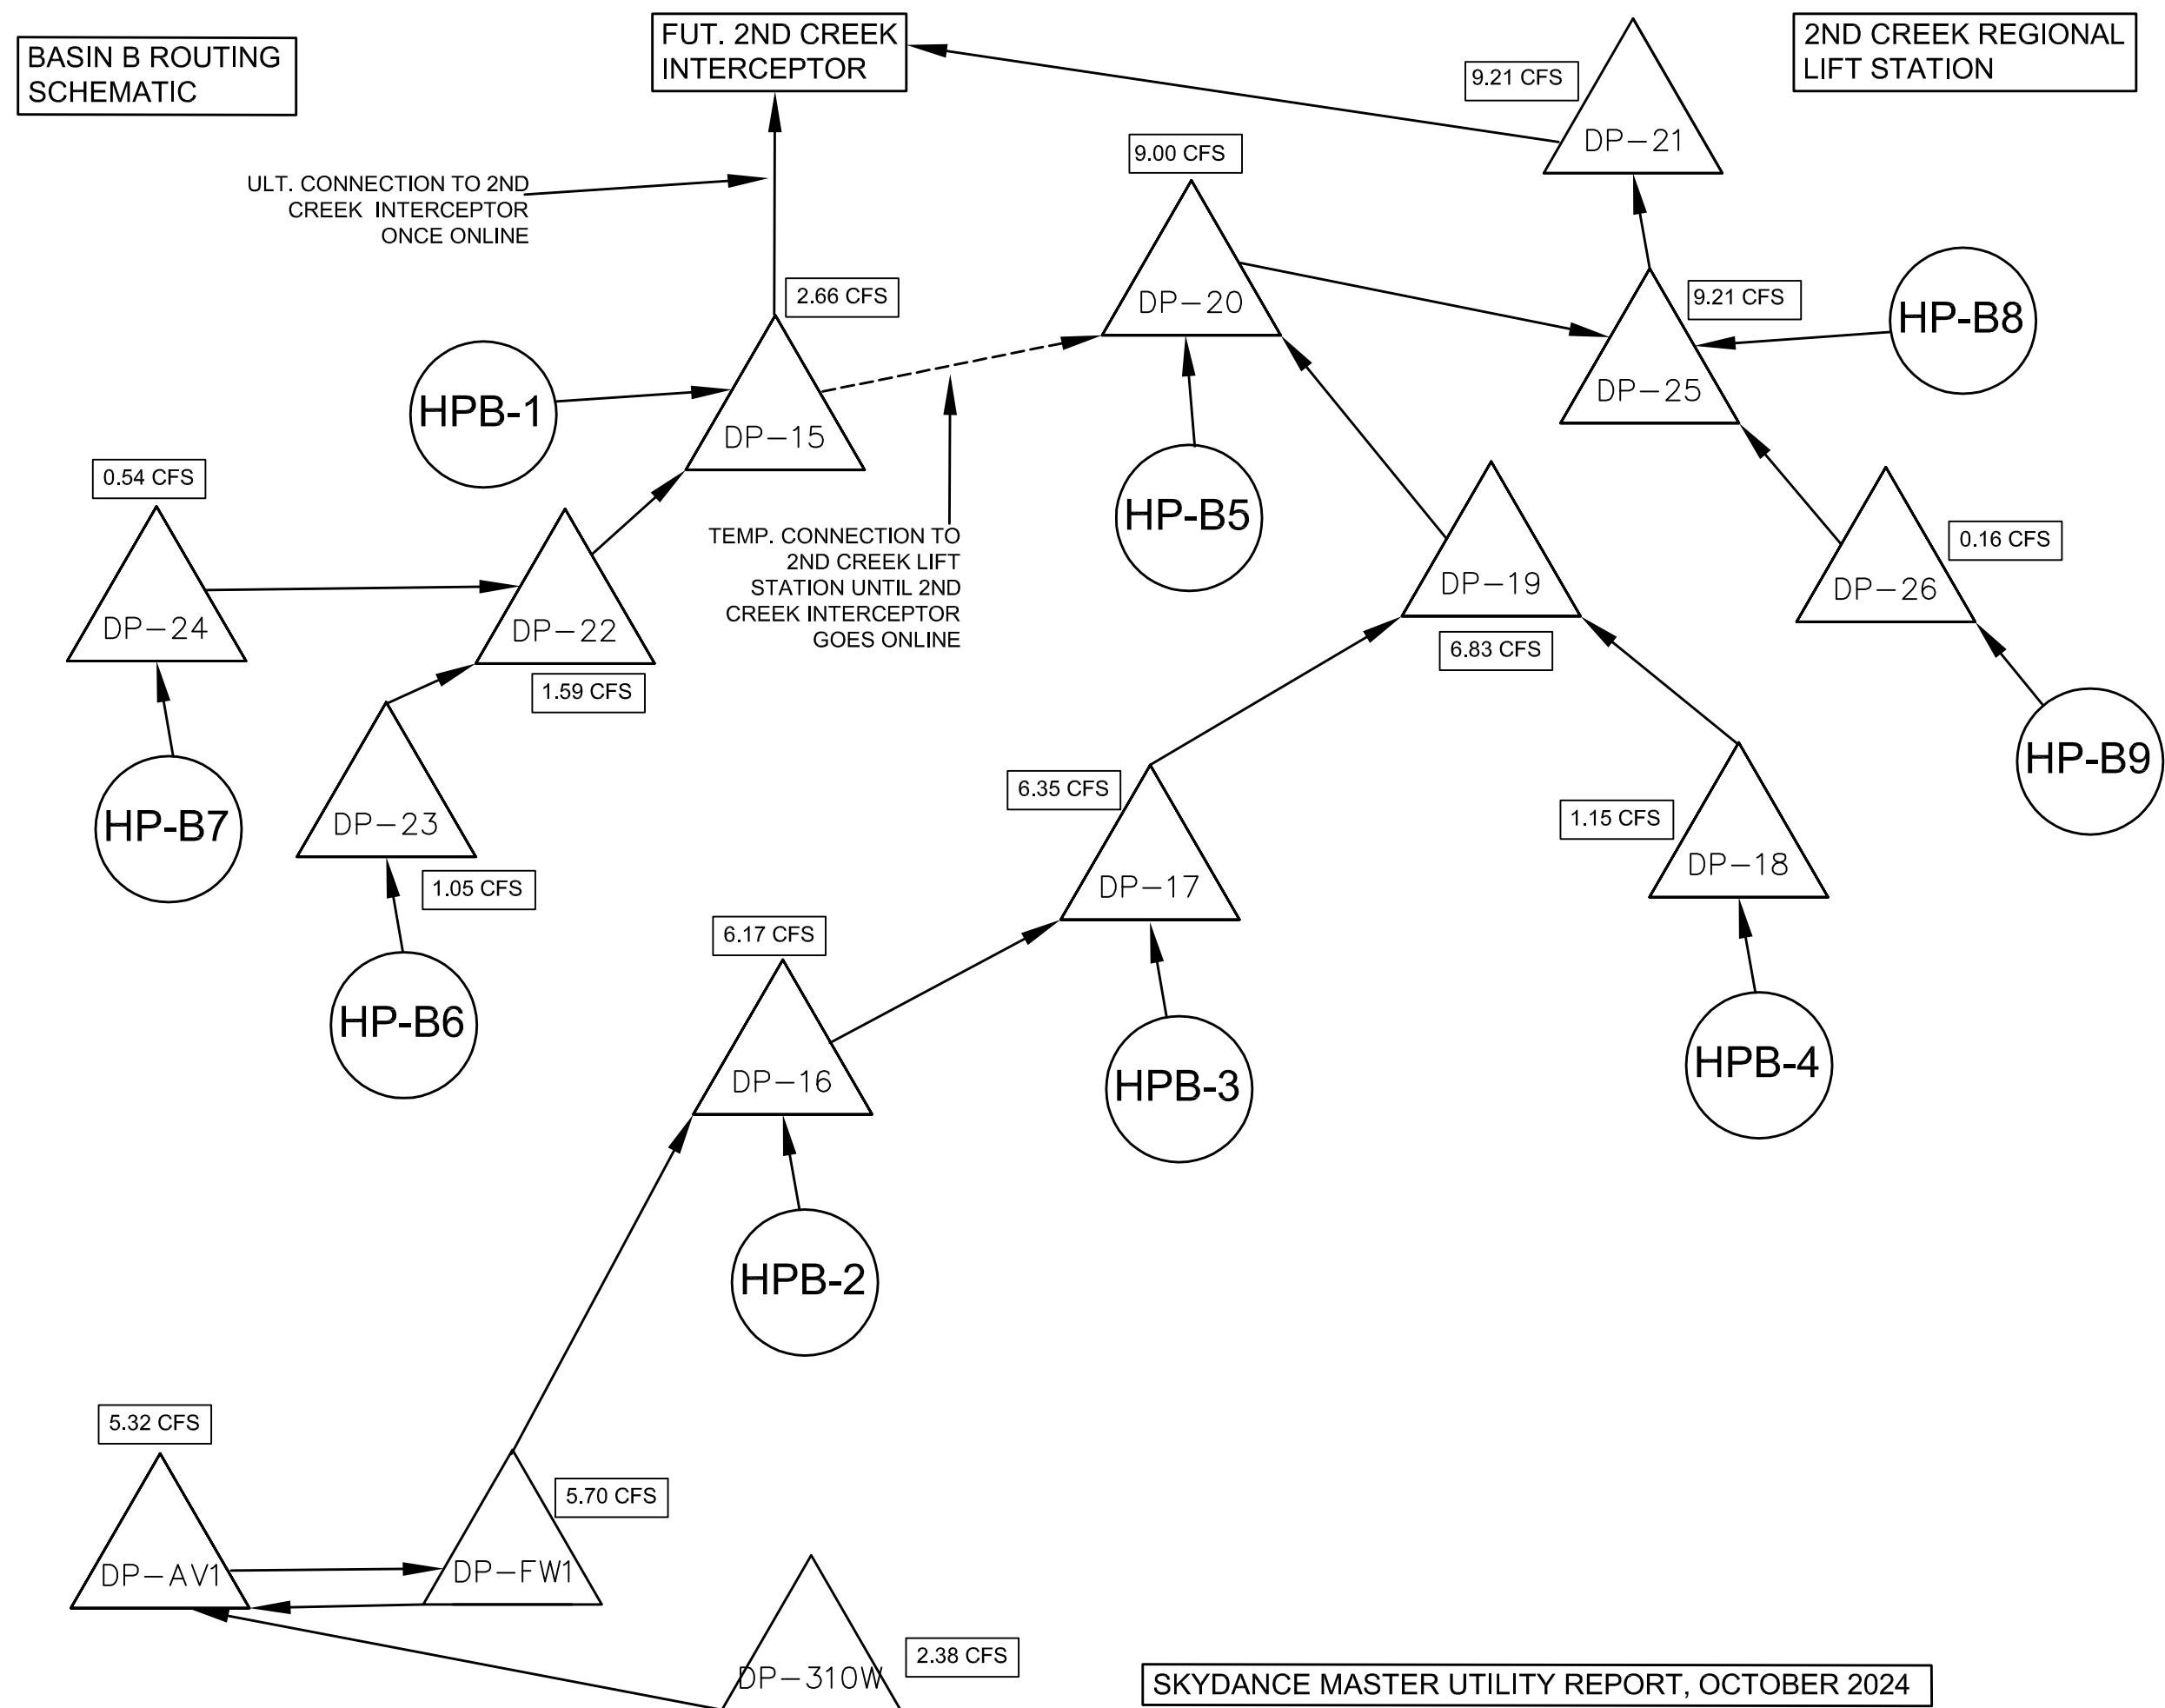 BASIN B ROUTING
SCHEMATIC
FUT. 2ND CREEK
INTERCEPTOR
2ND CREEK REGIONAL
LIFT STATION
9.21 CFS
DP-21
9.00 CFS
DP-20
ULT. CONNECTION TO 2ND
CREEK INTERCEPTOR
ONCE ONLINE
2.66 CFS
DP-15
HPB-1
9.21 CFS
DP-25
HP-B8
0.54 CFS
DP-24
DP-22
1.59 CFS
TEMP. CONNECTION TO
2ND CREEK LIFT
STATION UNTIL 2ND
CREEK INTERCEPTOR
GOES ONLINE
HP-B5
DP-19
6.83 CFS
0.16 CFS
DP-26
HP-B9
HP-B7
DP-23
1.05 CFS
HP-B6
6.35 CFS
DP-17
1.15 CFS
DP-18
6.17 CFS
DP-16
HPB-3
HPB-4
HPB-2
5.32 CFS
DP-AV1
5.70 CFS
DP-FW1
DP-310W
2.38 CFS
SKYDANCE MASTER UTILITY REPORT, OCTOBER 2024